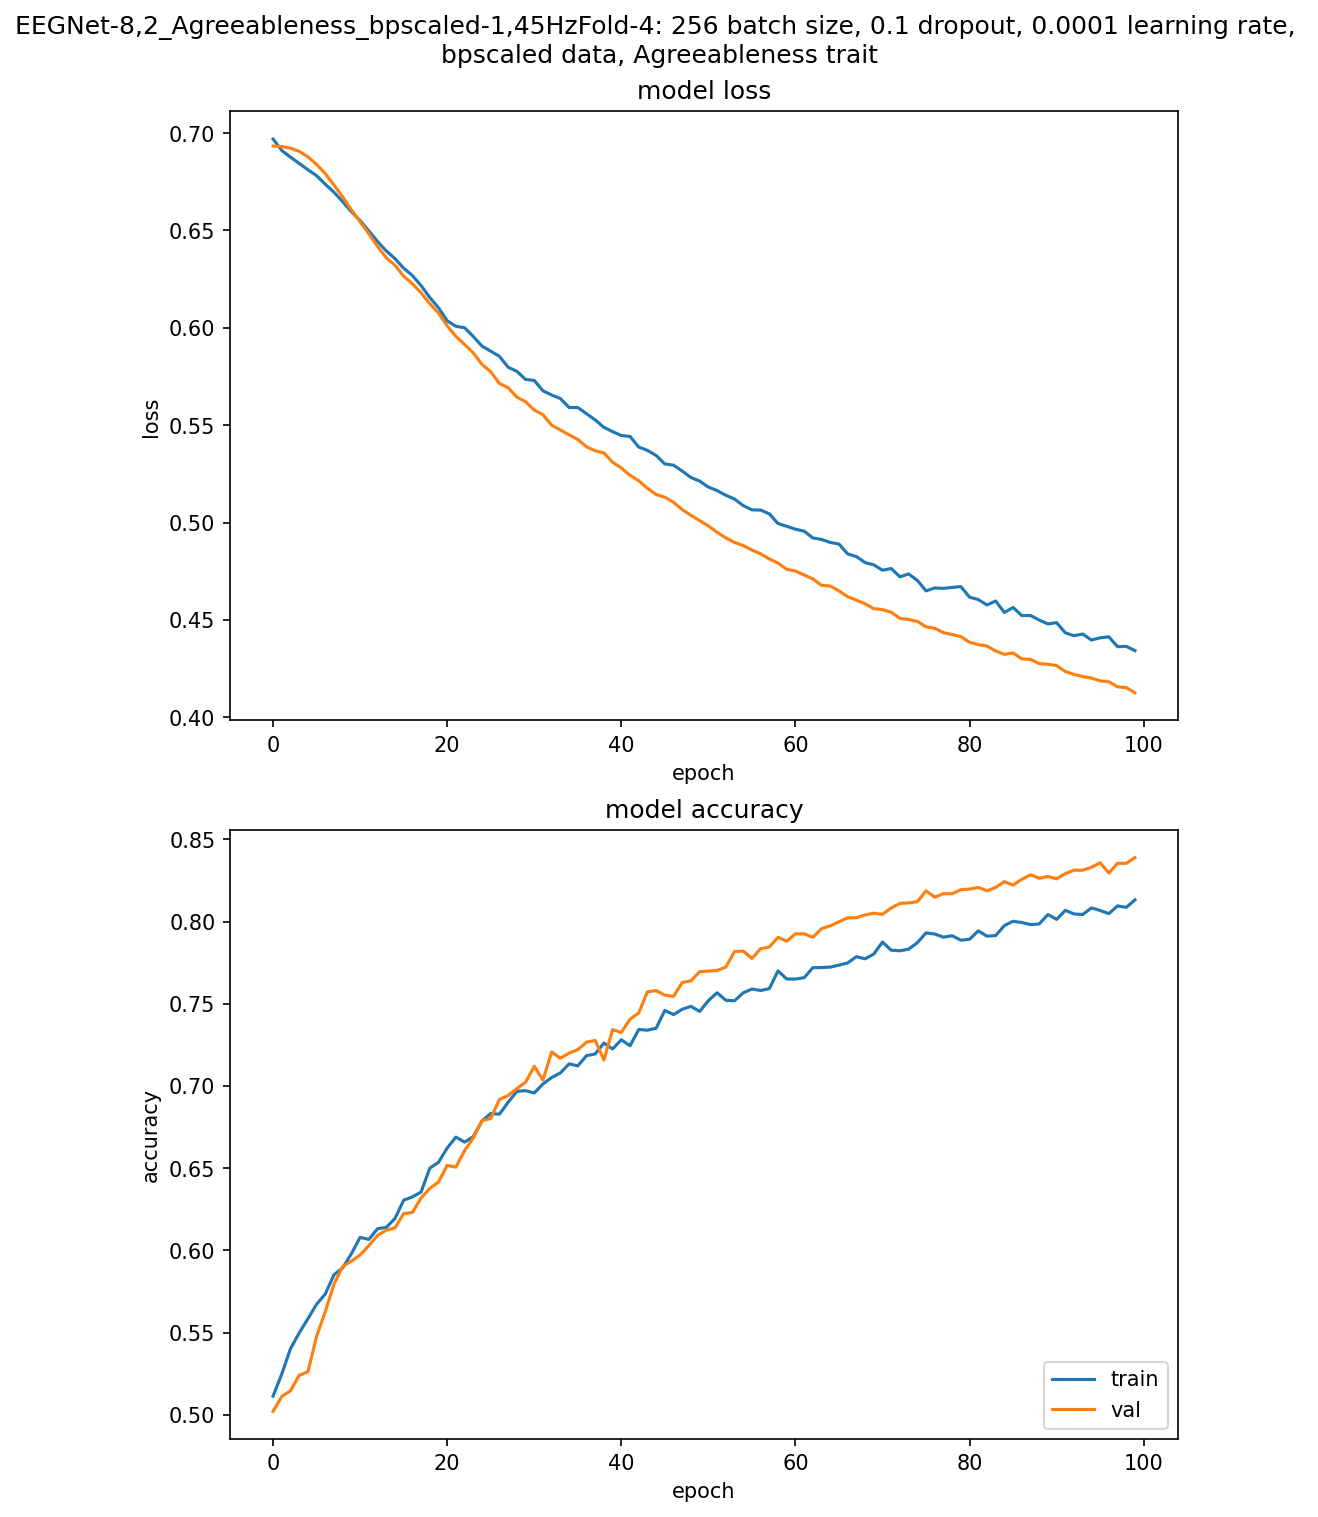 EEGNet-8,2_Agreeableness_bpscaled-1,45HzFold-4: 256 batch size, 0.1 dropout, 0.0001 learning rate,
bpscaled data, Agreeableness trait
model loss
0.70
0.65
0.60
0.55
0.50
0.45
0.40
loss
0 20 40 60 80 100
epoch
model accuracy
0.85
0.80
0.75
0.70
0.65
0.60
0.55
0.50
accuracy
train
val
0 20 40 60 80 100
epoch